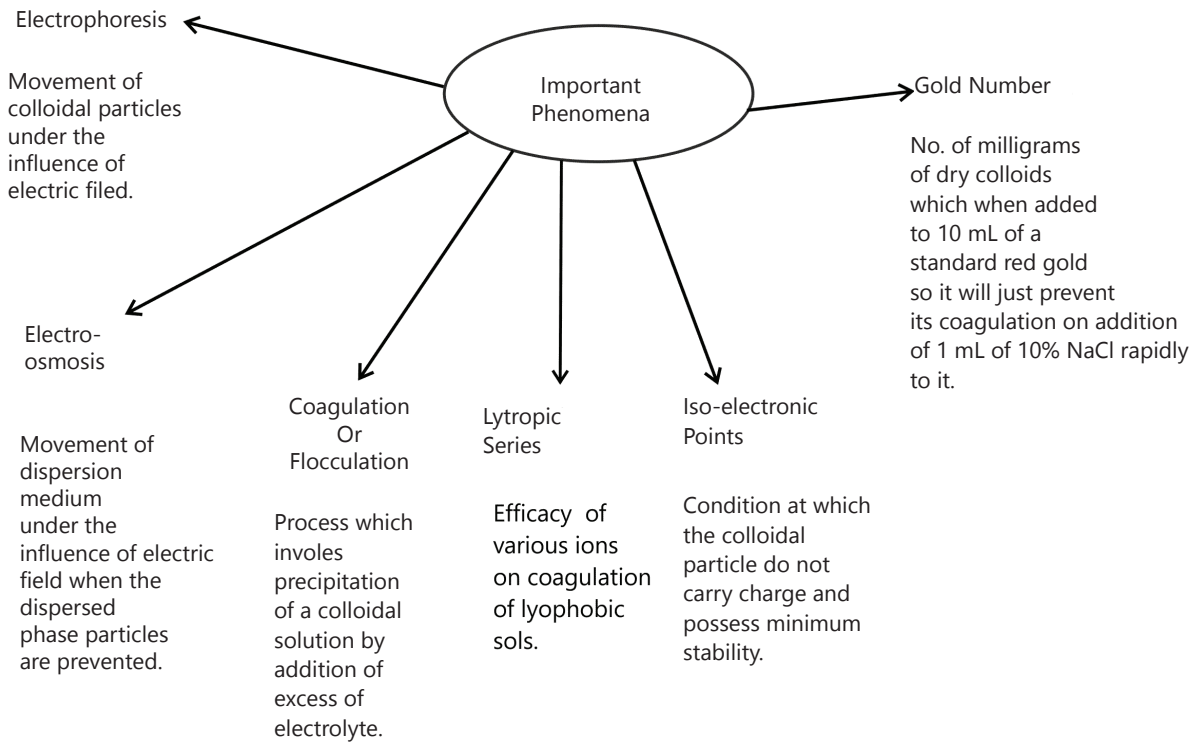 Electrophoresis
Movement of
colloidal particles
under the
influence of
electric filed.
Important
Phenomena
Gold Number
No. of milligrams
of dry colloids
which when added
to 10 mL of a
standard red gold
so it will just prevent
its coagulation on addition
of 1 mL of 10% NaCl rapidly
to it.
Electro-
osmosis
Movement of
dispersion
medium
under the
influence of electric
field when the
dispersed
phase particles
are prevented.
Coagulation
Or
Flocculation
Process which
involes
precipitation
of a colloidal
solution by
addition of
excess of
electrolyte.
Lytropic
Series
Efficacy of
various ions
on coagulation
of lyophobic
sols.
Iso-electronic
Points
Condition at which
the colloidal
particle do not
carry charge and
possess minimum
stability.